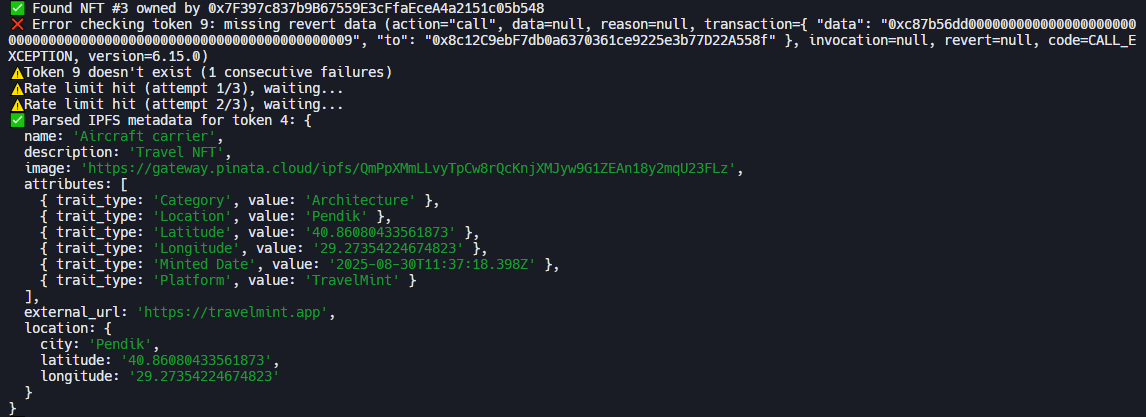 ✅ Found NFT #3 owned by 0x7F397c837b9B67559E3cFfaEceA4a2151c05b548
❌ Error checking token 9: missing revert data (action="call", data=null, reason=null, transaction={ "data": "0xc87b56dd00000000000000000000
000000000000000000000000000000000000000000009", "to": "0x8c12C9ebF7db0a6370361ce9225e3b77D22A558f" }, invocation=null, revert=null, code=CALL_E
XCEPTION, version=6.15.0)
⚠️Token 9 doesn't exist (1 consecutive failures)
⚠️Rate limit hit (attempt 1/3), waiting...
⚠️Rate limit hit (attempt 2/3), waiting...
✅ Parsed IPFS metadata for token 4: {
  name: 'Aircraft carrier',
  description: 'Travel NFT',
  image: 'https://gateway.pinata.cloud/ipfs/QmPpXMmLLvyTpCw8rQcKnjXMJyw9G1ZEAn18y2mqU23FLz',
  attributes: [
    { trait_type: 'Category', value: 'Architecture' },
    { trait_type: 'Location', value: 'Pendik' },
    { trait_type: 'Latitude', value: '40.86080433561873' },
    { trait_type: 'Longitude', value: '29.27354224674823' },
    { trait_type: 'Minted Date', value: '2025-08-30T11:37:18.398Z' },
    { trait_type: 'Platform', value: 'TravelMint' }
  ],
  external_url: 'https://travelmint.app',
  location: {
    city: 'Pendik',
    latitude: '40.86080433561873',
    longitude: '29.27354224674823'
  }
}